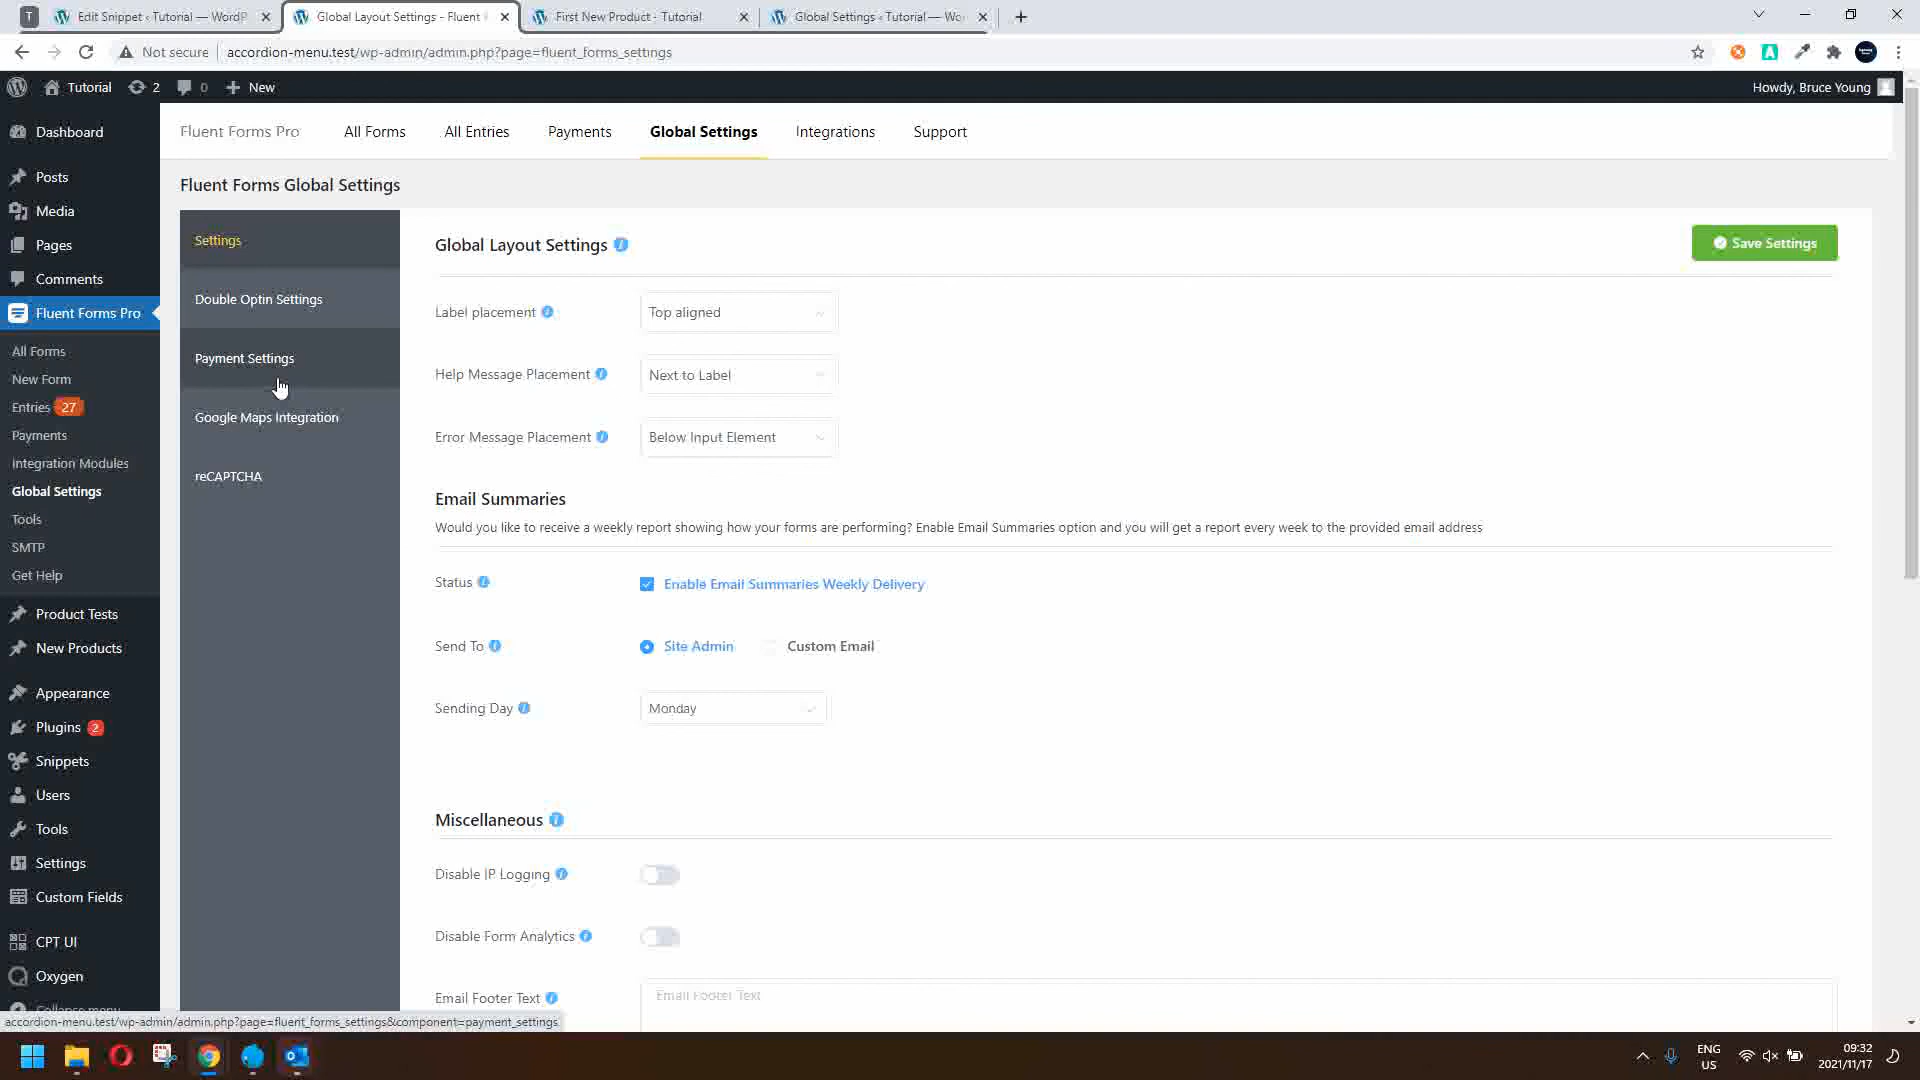 T Edit Snippet ‹ Tutorial — WordP Global Layout Settings - Fluent First New Product - Tutorial Global Settings ‹ Tutorial — Wo
Not secure accordion-menu.test/wp-admin/admin.php?page=fluent_forms_settings
Tutorial 2 0 New Howdy, Bruce Young
Dashboard
Posts
Media
Pages
Comments
Fluent Forms Pro
All Forms
New Form
Entries 27
Payments
Integration Modules
Global Settings
Tools
SMTP
Get Help
Product Tests
New Products
Appearance
Plugins 2
Snippets
Users
Tools
Settings
Custom Fields
CPT UI
Oxygen
Collapse menu
Fluent Forms Pro All Forms All Entries Payments Global Settings Integrations Support
Fluent Forms Global Settings
Settings
Double Optin Settings
Payment Settings
Google Maps Integration
reCAPTCHA
Global Layout Settings Save Settings
Label placement Top aligned
Help Message Placement Next to Label
Error Message Placement Below Input Element
Email Summaries
Would you like to receive a weekly report showing how your forms are performing? Enable Email Summaries option and you will get a report every week to the provided email address
Status Enable Email Summaries Weekly Delivery
Send To Site Admin Custom Email
Sending Day Monday
Miscellaneous
Disable IP Logging
Disable Form Analytics
Email Footer Text Email Footer Text
accordion-menu.test/wp-admin/admin.php?page=fluent_forms_settings&component=payment_settings
ENG
US
09:32
2021/11/17